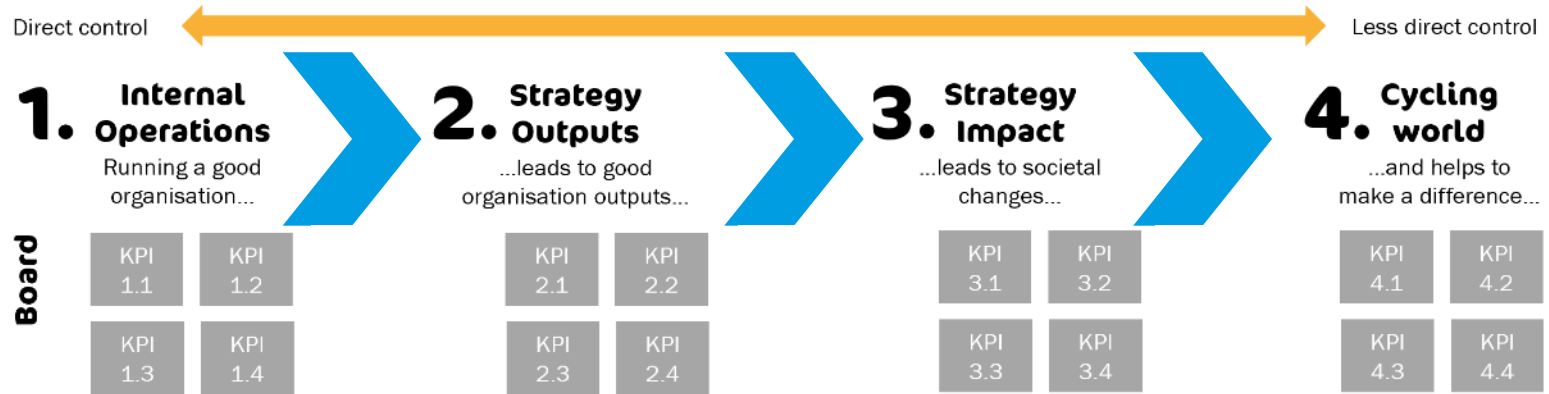 Direct control
Less direct control
1. Internal
Operations
Running a good
organisation...
2. Strategy
Outputs
...leads to good
organisation outputs...
3. Strategy
Impact
...leads to societal
changes...
4. Cycling
world
...and helps to
make a difference...
Board
KPI
1.1
KPI
1.2
KPI
1.3
KPI
1.4
KPI
2.1
KPI
2.2
KPI
2.3
KPI
2.4
KPI
3.1
KPI
3.2
KPI
3.3
KPI
3.4
KPI
4.1
KPI
4.2
KPI
4.3
KPI
4.4